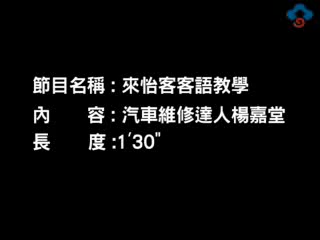 節目名稱 : 來怡客客語教學
內 容 : 汽車維修達人楊嘉堂
長 度 :1'30"